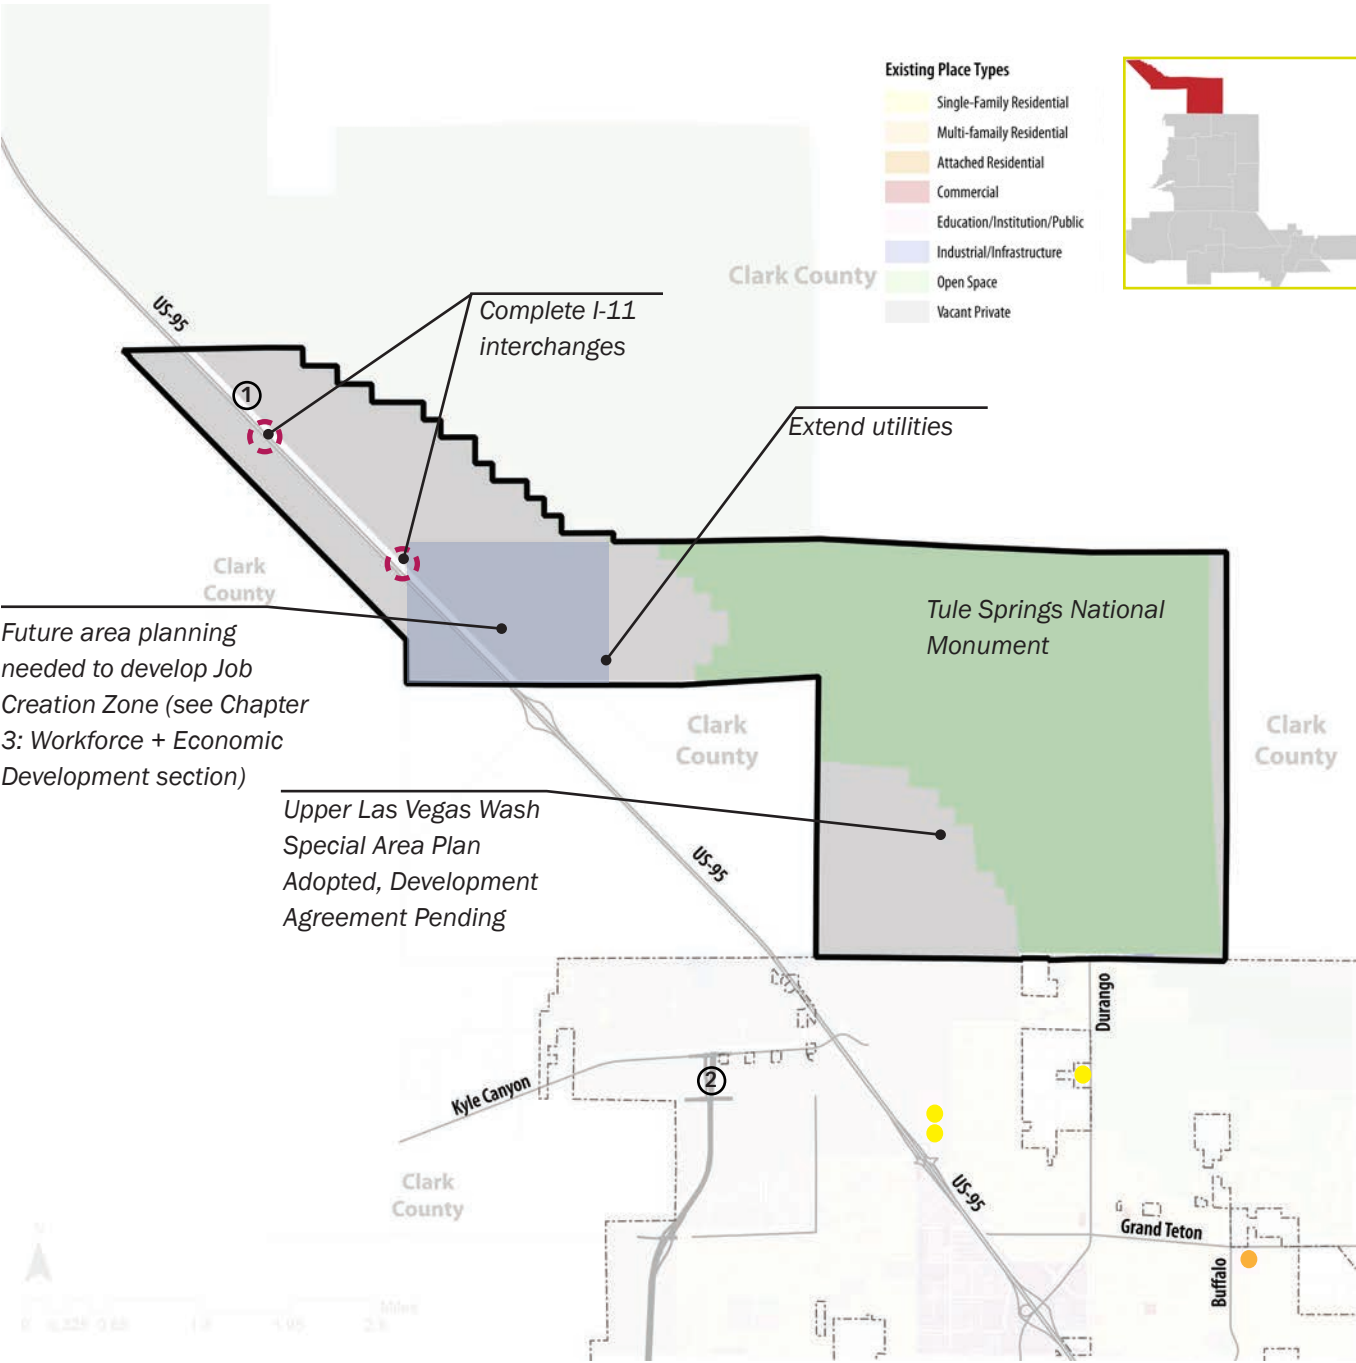 Existing Place Types
Single-Family Residential
Multi-famaily Residential
Attached Residential
Commercial
Education/Institution/Public
Industrial/Infrastructure
Open Space
Vacant Private
Clark County
US-95
Complete I-11
interchanges
1
Extend utilities
Clark
County
Tule Springs National
Monument
Future area planning
needed to develop Job
Creation Zone (see Chapter
3: Workforce + Economic
Development section)
Clark
County
Clark
County
Upper Las Vegas Wash
Special Area Plan
Adopted, Development
Agreement Pending
US-95
Durango
Kyle Canyon
2
Clark
County
US-95
Grand Teton
Buffalo
N
Miles